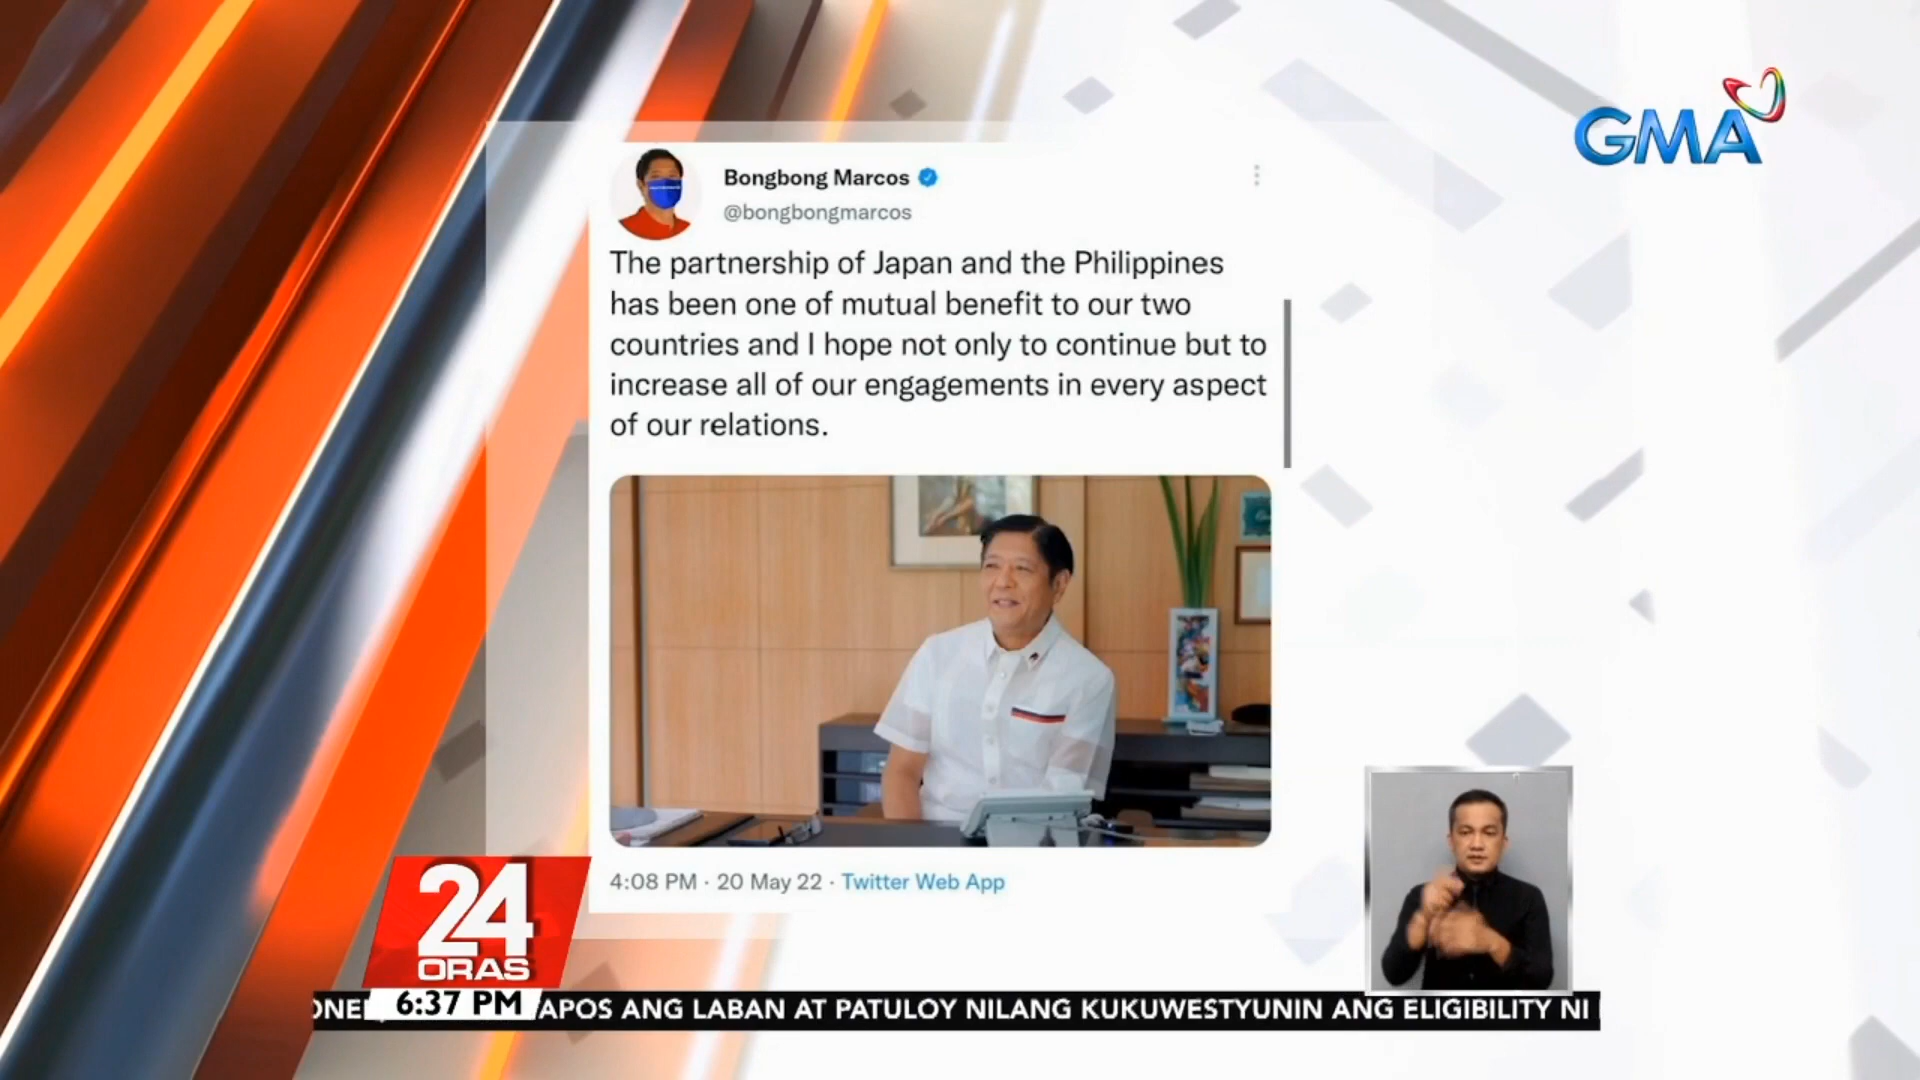 GMA
Bongbong Marcos
@bongbongmarcos
The partnership of Japan and the Philippines
has been one of mutual benefit to our two
countries and I hope not only to continue but to
increase all of our engagements in every aspect
of our relations.
4:08 PM · 20 May 22 · Twitter Web App
24
ORAS
6:37 PM
APOS ANG LABAN AT PATULOY NILANG KUKUWESTYUNIN ANG ELIGIBILITY NI